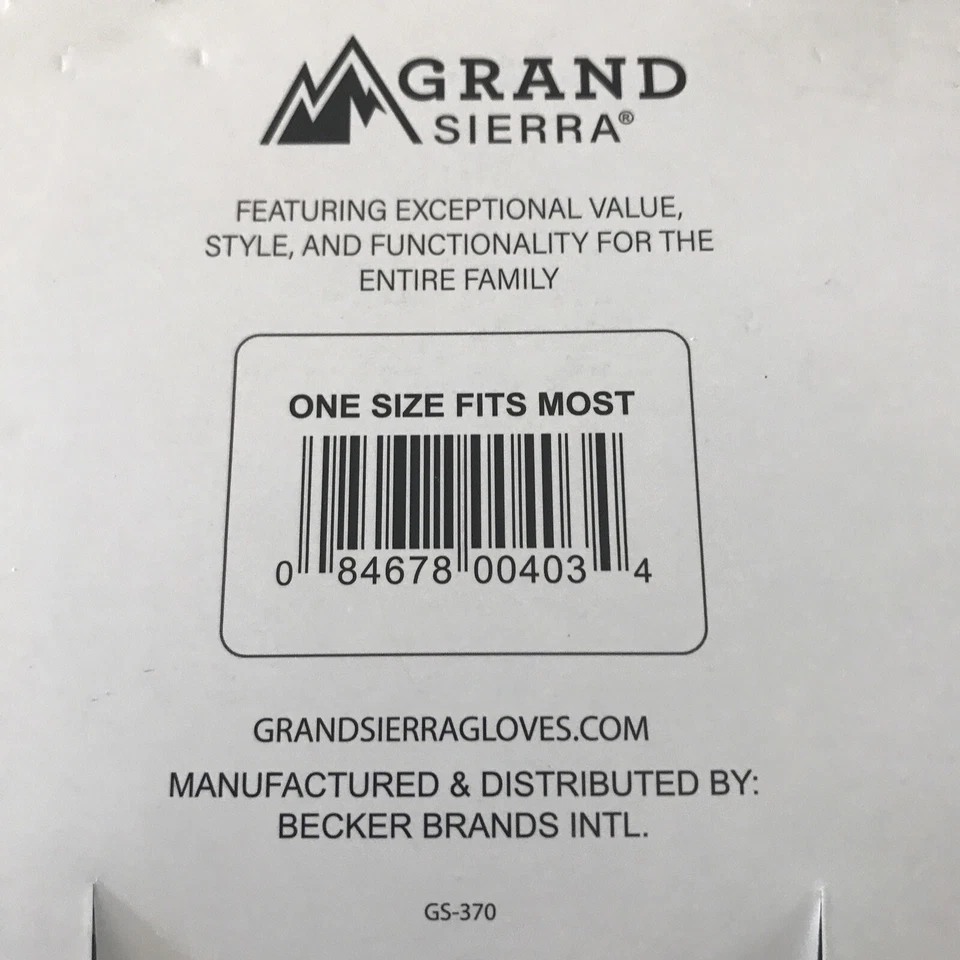 GRAND
SIERRA®
FEATURING EXCEPTIONAL VALUE,
STYLE, AND FUNCTIONALITY FOR THE
ENTIRE FAMILY
ONE SIZE FITS MOST
0 84678 00403 4
GRANDSIERRAGLOVES.COM
MANUFACTURED & DISTRIBUTED BY:
BECKER BRANDS INTL.
GS-370